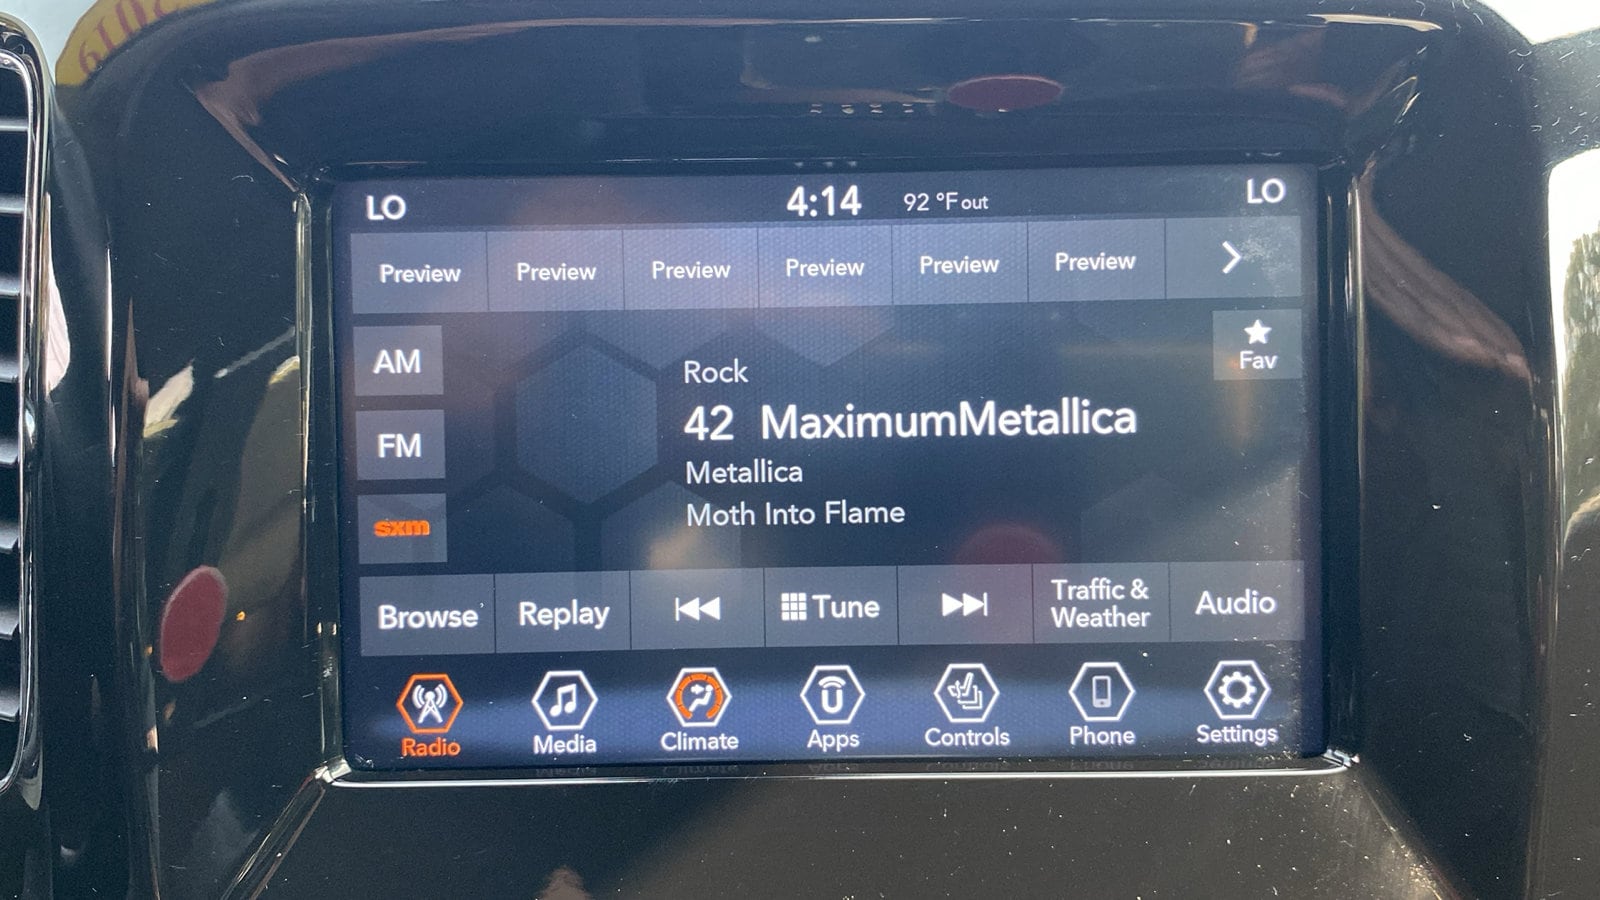 2019
LO 4:14 92 °F out LO
Preview Preview Preview Preview Preview Preview
AM
Fav
Rock
FM
42 MaximumMetallica
Metallica
sxm
Moth Into Flame
Browse Replay Tune Traffic & Weather Audio
Radio Media Climate Apps Controls Phone Settings